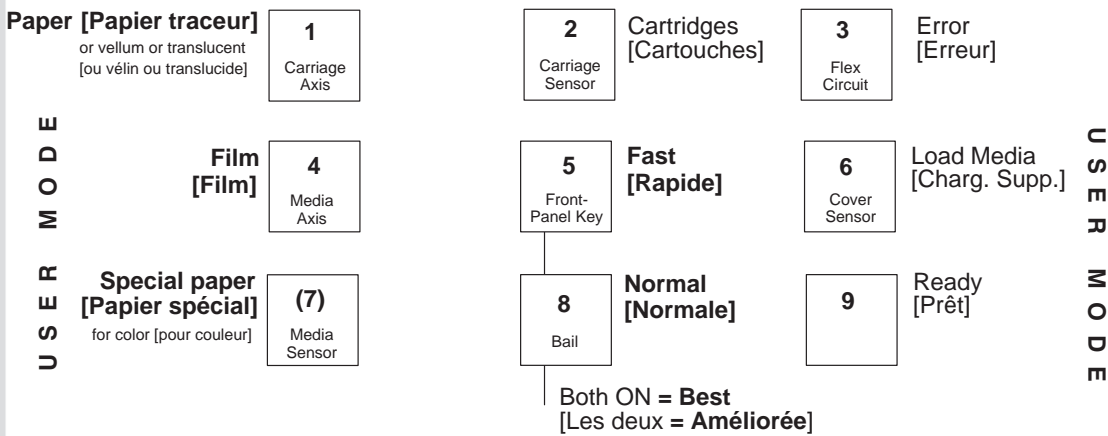 Paper [Papier traceur]
or vellum or translucent
[ou vélin ou translucide]
1
Carriage
Axis
2
Carriage
Sensor
Cartridges
[Cartouches]
3
Flex
Circuit
Error
[Erreur]
USER MODE
Film
[Film]
4
Media
Axis
5
Front-
Panel Key
Fast
[Rapide]
6
Cover
Sensor
Load Media
[Charg. Supp.]
USER MODE
Special paper
[Papier spécial]
for color [pour couleur]
(7)
Media
Sensor
8
Bail
Normal
[Normale]
9
Ready
[Prêt]
Both ON = Best
[Les deux = Améliorée]